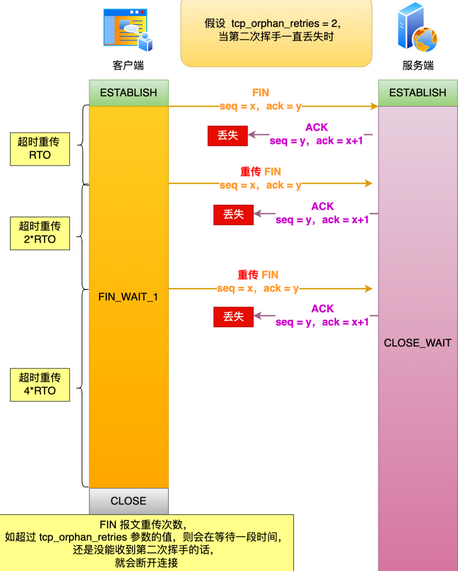 假设 tcp_orphan_retries = 2，
当第二次挥手一直丢失时
客户端
服务端
ESTABLISH
ESTABLISH
FIN
seq = x，ack = y
ACK
seq = y，ack = x+1
丢失
超时重传
RTO
重传 FIN
seq = x，ack = y
ACK
seq = y，ack = x+1
丢失
超时重传
2*RTO
重传 FIN
seq = x，ack = y
FIN_WAIT_1
ACK
seq = y，ack = x+1
丢失
CLOSE_WAIT
超时重传
4*RTO
CLOSE
FIN 报文重传次数，
如超过 tcp_orphan_retries 参数的值，则会在等待一段时间，
还是没能收到第二次挥手的话，
就会断开连接